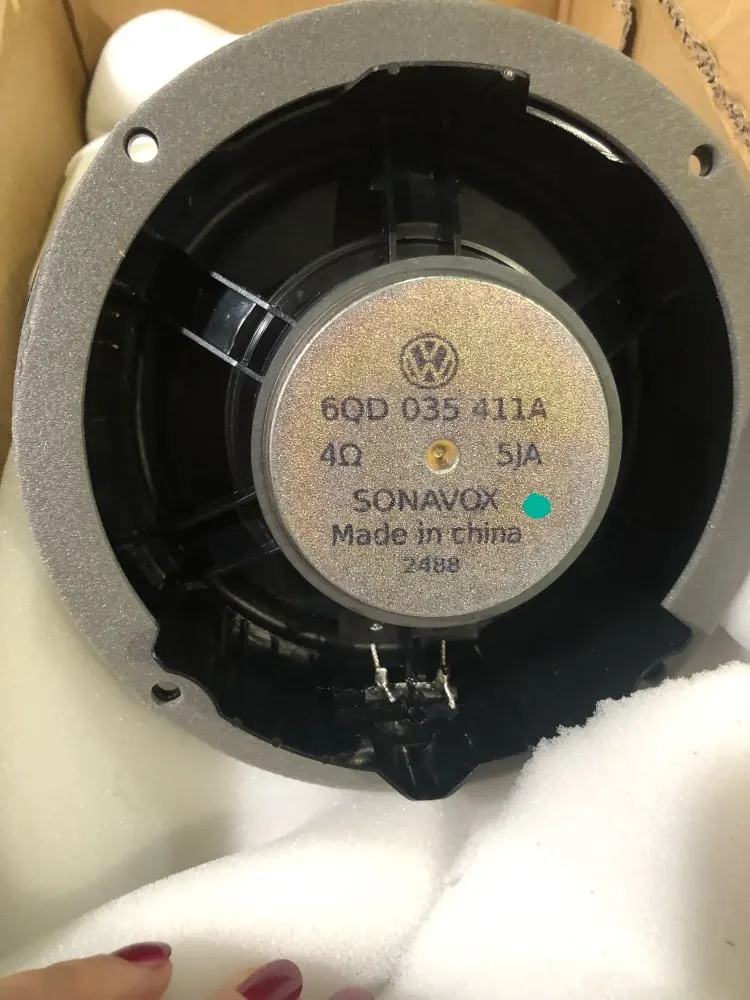 6QD 035 411A
4Ω 5JA
SONAVOX
Made in china
2488